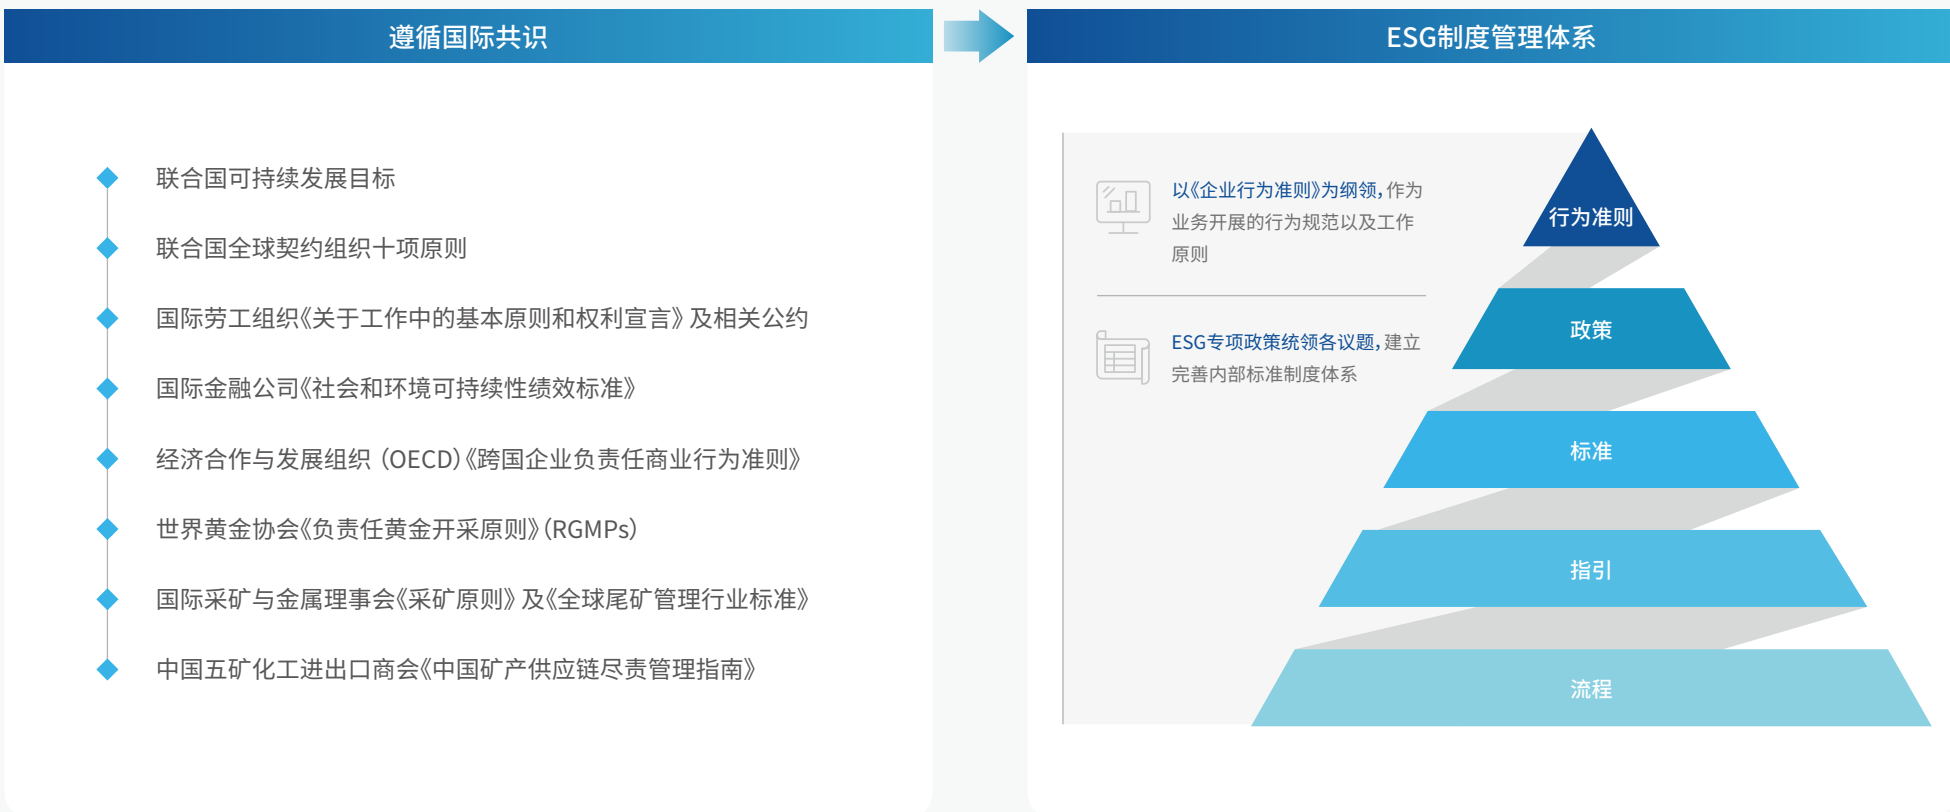 遵循国际共识
联合国可持续发展目标
联合国全球契约组织十项原则
国际劳工组织《关于工作中的基本原则和权利宣言》及相关公约
国际金融公司《社会和环境可持续性绩效标准》
经济合作与发展组织（OECD）《跨国企业负责任商业行为准则》
世界黄金协会《负责任黄金开采原则》（RGMPs）
国际采矿与金属理事会《采矿原则》及《全球尾矿管理行业标准》
中国五矿化工进出口商会《中国矿产供应链尽责管理指南》
ESG制度管理体系
以《企业行为准则》为纲领，作为
业务开展的行为规范以及工作
原则
ESG专项政策统领各议题，建立
完善内部标准制度体系
行为准则
政策
标准
指引
流程